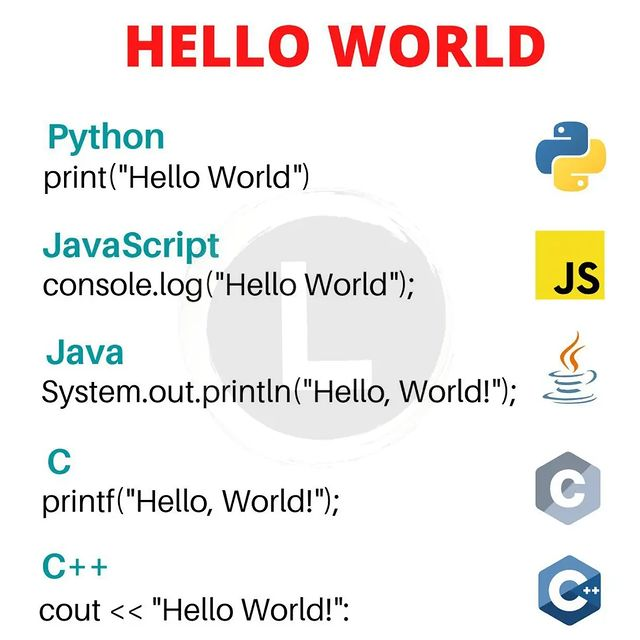 HELLO WORLD
Python
print("Hello World")
JavaScript
console.log("Hello World");
JS
Java
System.out.println("Hello, World!");
L
C
printf("Hello, World!");
C
C++
cout << "Hello World!":
C++